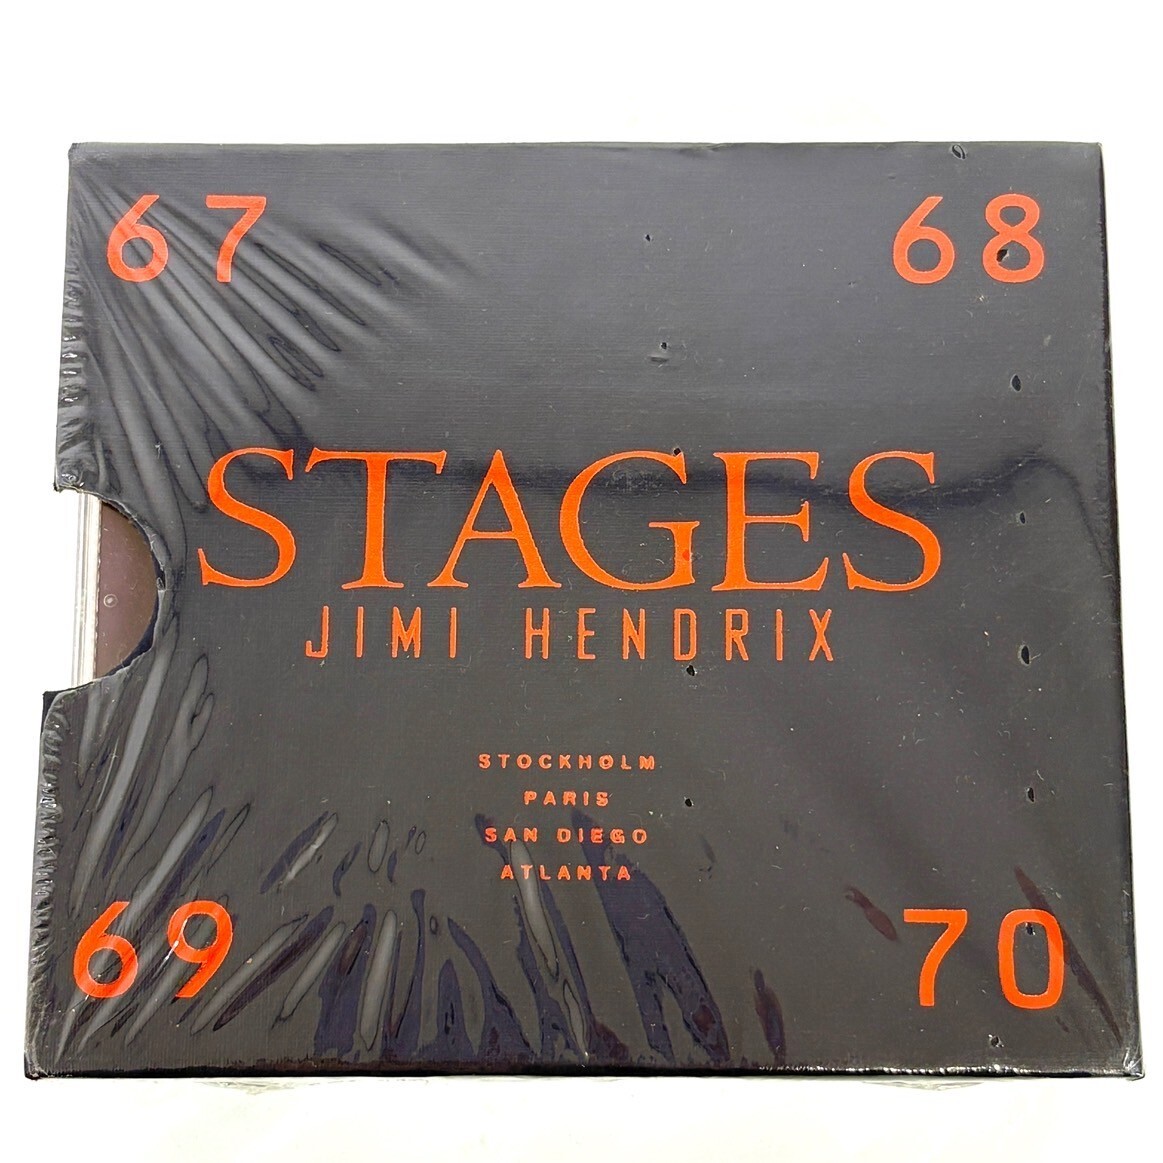 67 68
STAGES
JIMI HENDRIX
STOCKHOLM
PARIS
SAN DIEGO
ATLANTA
69 70